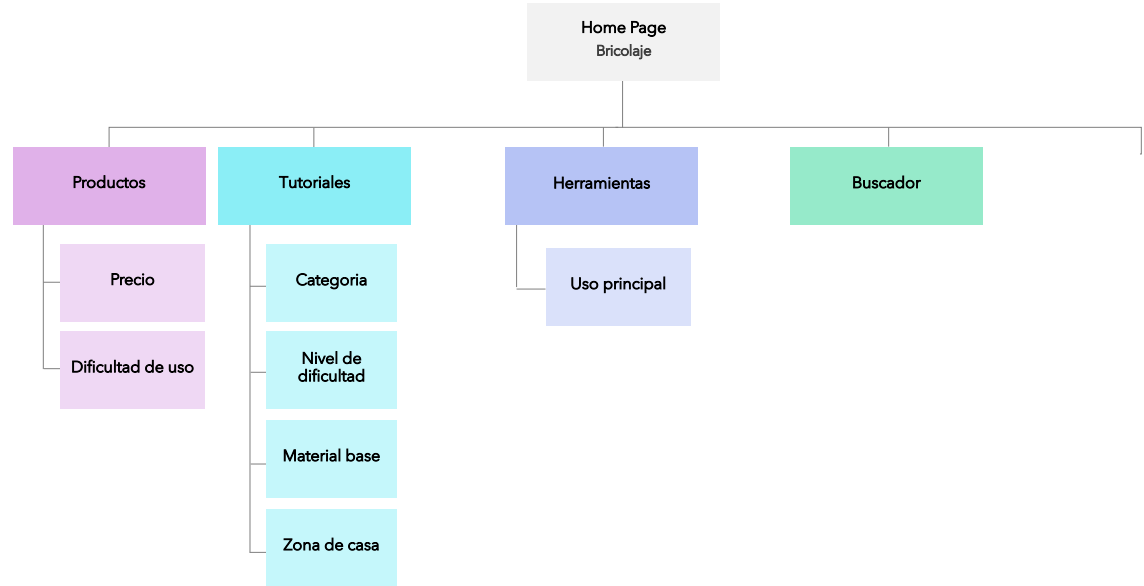 Home Page
Bricolaje
Productos
Tutoriales
Herramientas
Buscador
Precio
Dificultad de uso
Categoria
Nivel de
dificultad
Material base
Zona de casa
Uso principal